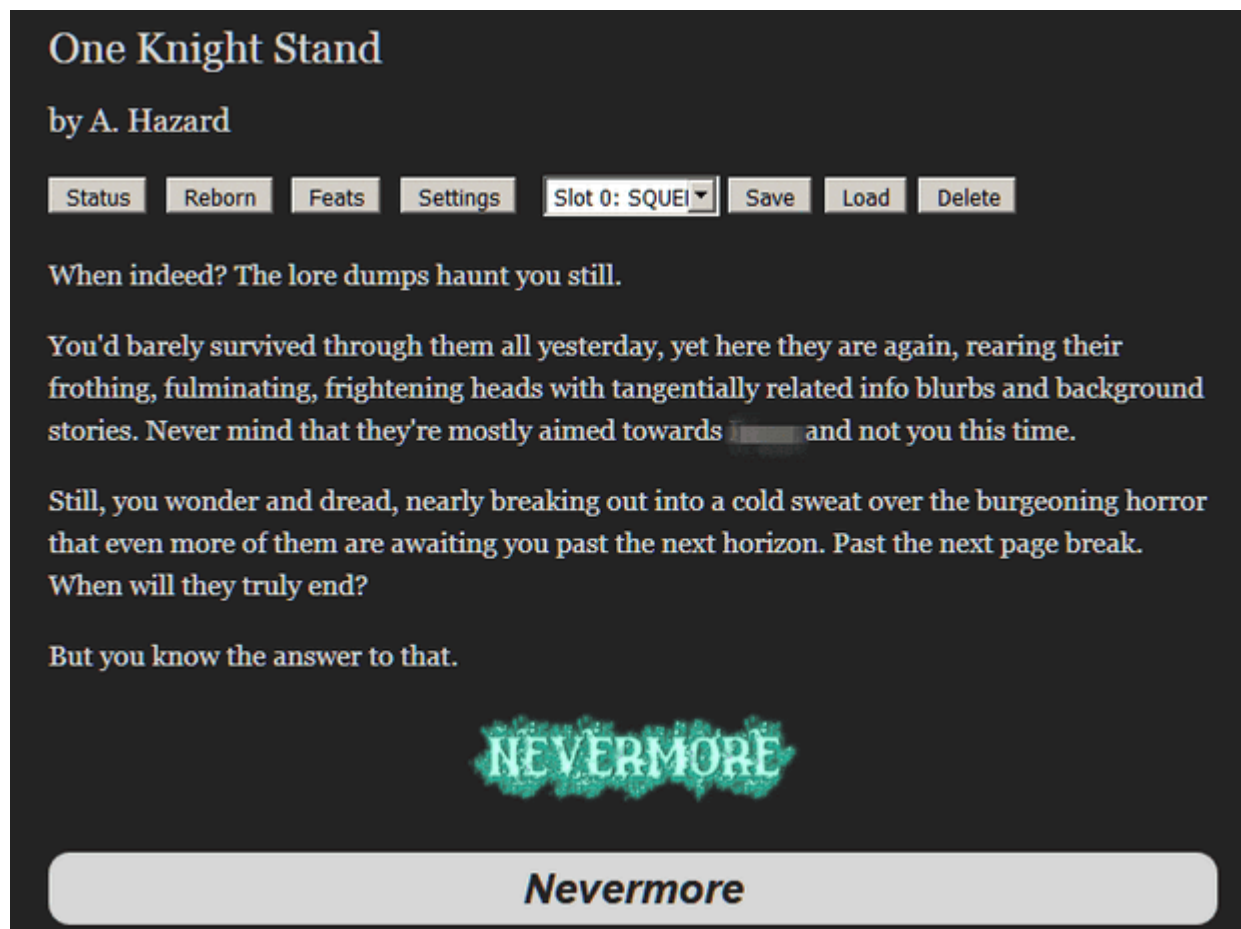 One Knight Stand
by A. Hazard
Status Reborn Feats Settings Slot 0: Save Load Delete
When indeed? The lore dumps haunt you still.
You'd barely survived through them all yesterday, yet here they are again, rearing their
frothing, fulminating, frightening heads with tangentially related info blurbs and background
stories. Never mind that they're mostly aimed towards and not you this time.
Still, you wonder and dread, nearly breaking out into a cold sweat over the burgeoning horror
that even more of them are awaiting you past the next horizon. Past the next page break.
When will they truly end?
But you know the answer to that.
NEVERMORE
Nevermore